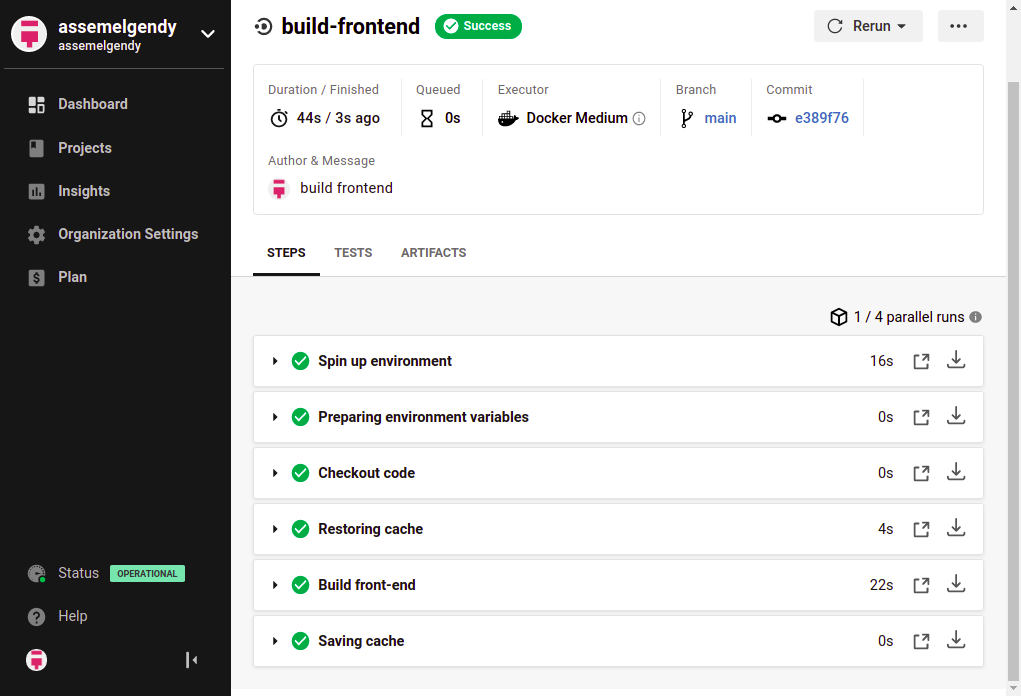 assemelgendy
assemelgendy
Dashboard
Projects
Insights
Organization Settings
Plan
Status OPERATIONAL
Help
build-frontend Success
Rerun
Duration / Finished Queued Executor Branch Commit
44s / 3s ago 0s Docker Medium main e389f76
Author & Message
build frontend
STEPS TESTS ARTIFACTS
1 / 4 parallel runs
Spin up environment 16s
Preparing environment variables 0s
Checkout code 0s
Restoring cache 4s
Build front-end 22s
Saving cache 0s